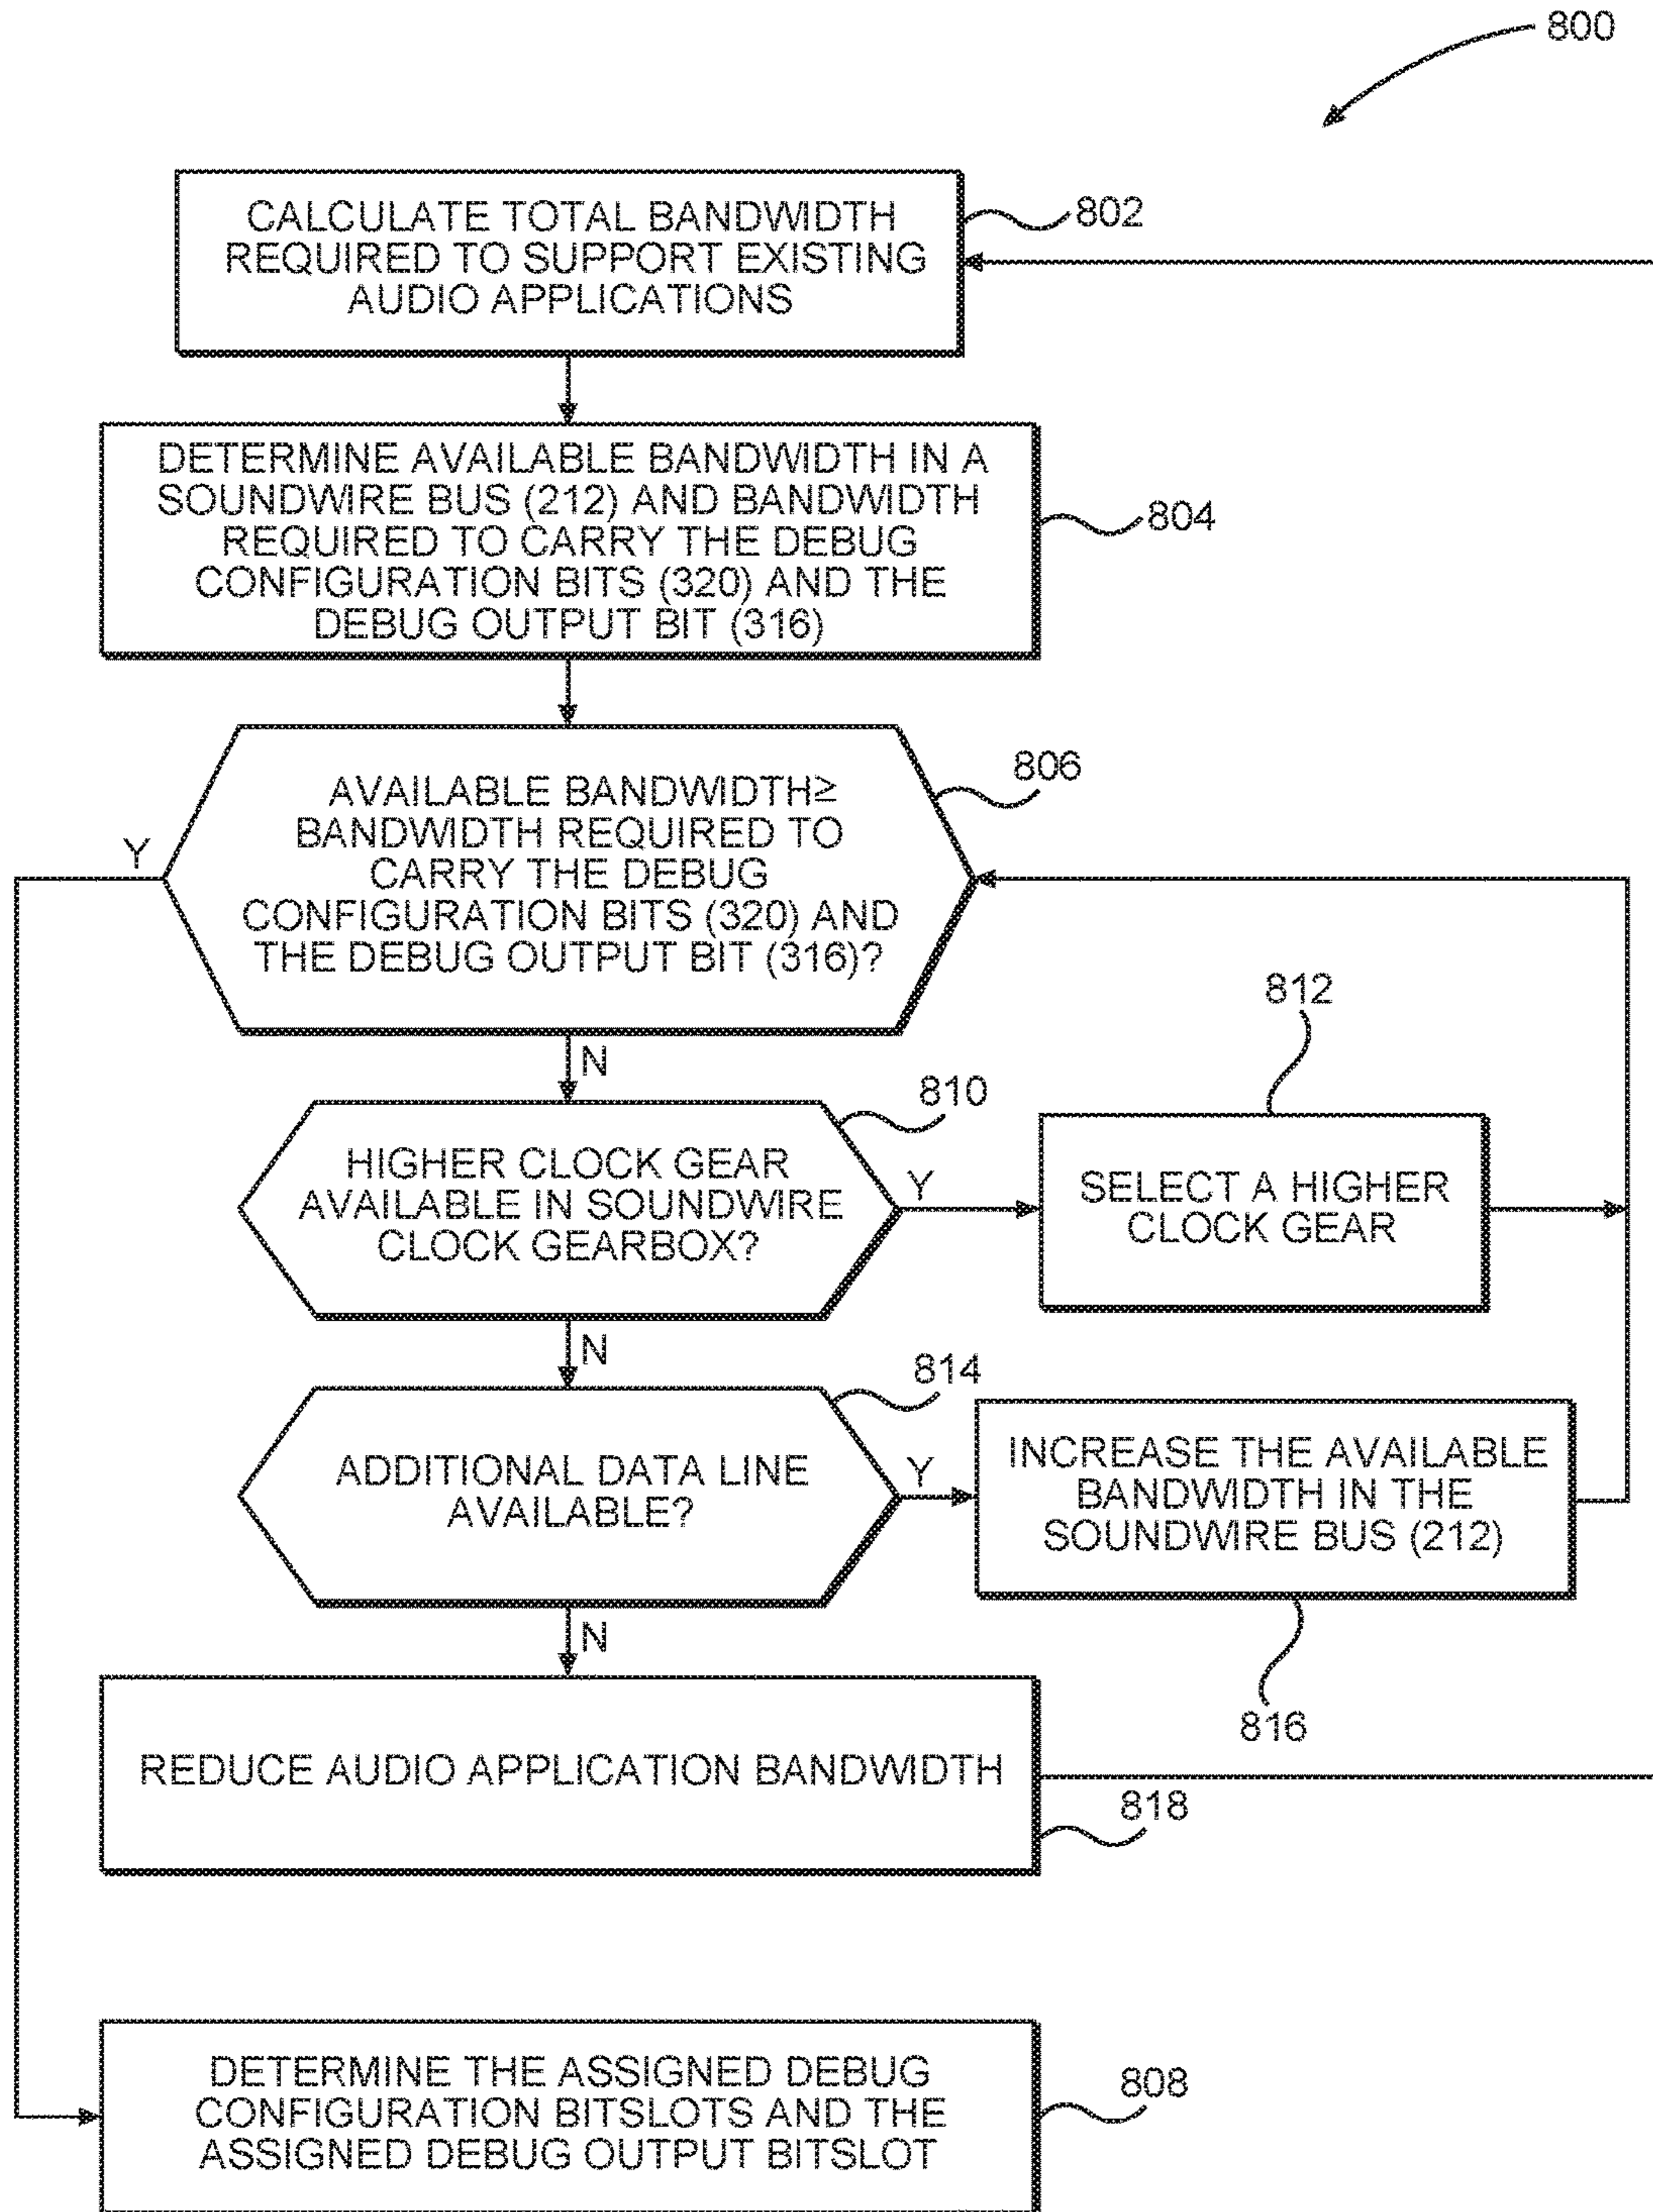 800
CALCULATE TOTAL BANDWIDTH
REQUIRED TO SUPPORT EXISTING
AUDIO APPLICATIONS
802
DETERMINE AVAILABLE BANDWIDTH IN A
SOUNDWIRE BUS (212) AND BANDWIDTH
REQUIRED TO CARRY THE DEBUG
CONFIGURATION BITS (320) AND THE
DEBUG OUTPUT BIT (316)
804
AVAILABLE BANDWIDTH≥
BANDWIDTH REQUIRED TO
CARRY THE DEBUG
CONFIGURATION BITS (320) AND
THE DEBUG OUTPUT BIT (316)?
806
Y
N
HIGHER CLOCK GEAR
AVAILABLE IN SOUNDWIRE
CLOCK GEARBOX?
810
Y
SELECT A HIGHER
CLOCK GEAR
812
N
ADDITIONAL DATA LINE
AVAILABLE?
814
Y
INCREASE THE AVAILABLE
BANDWIDTH IN THE
SOUNDWIRE BUS (212)
816
N
REDUCE AUDIO APPLICATION BANDWIDTH
818
DETERMINE THE ASSIGNED DEBUG
CONFIGURATION BITSLOTS AND THE
ASSIGNED DEBUG OUTPUT BITSLOT
808